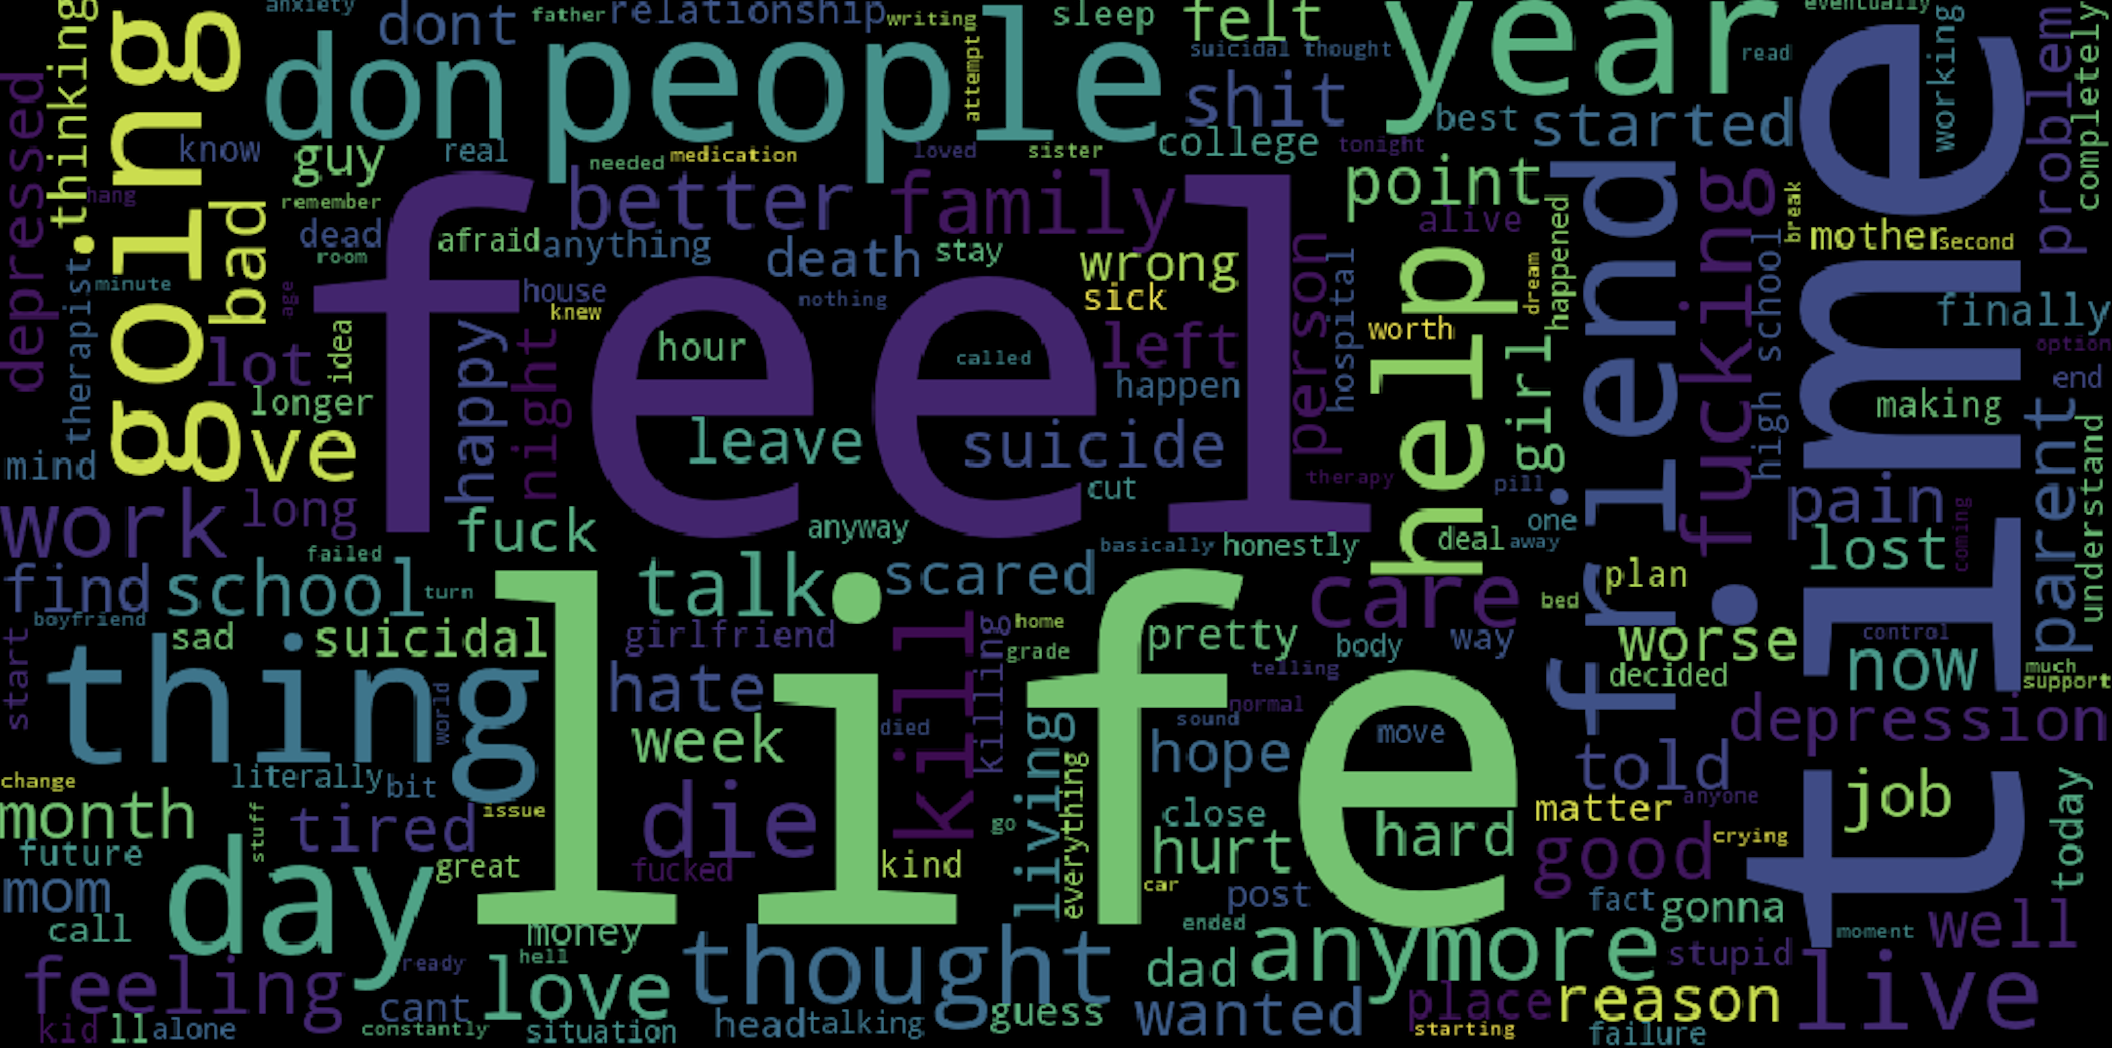 anxiety
father
relationship
writing
sleep
felt
year
eventually
thinking
going
dont
don
people
attempt
suicidal thought
read
working
problem
completely
depressed
shit
best
started
time
know
guy
real
needed
medication
loved
sister
college
tonight
hang
bad
remember
better
family
point
friend
fucking
break
dead
room
afraid
anything
death
stay
wrong
person
alive
happened
mother
second
therapist
minute
age
feel
house
knew
nothing
sick
hospital
help
dream
high school
finally
lot
idea
happy
night
hour
called
left
worth
girl
option
end
longer
happen
making
parent
mind
ve
leave
suicide
cut
therapy
pill
understand
work
long
fuck
anyway
basically
honestly
deal
one
away
pain
lost
coming
failed
find
school
turn
talk
scared
care
bed
plan
boyfriend
sad
suicidal
girlfriend
kill
killing
home
grade
pretty
body
way
worse
control
start
thing
world
life
hate
telling
decided
now
much
support
week
died
normal
sound
move
depression
change
literally
bit
living
everything
hope
told
month
stuff
tired
issue
die
go
close
hard
matter
anyone
job
today
future
great
fucked
kind
hurt
good
crying
mom
day
car
post
fact
gonna
call
money
hell
thought
ended
anymore
moment
well
feeling
ready
love
dad
stupid
live
kid
ll
alone
cant
constantly
situation
head
talking
guess
wanted
place
reason
starting
failure